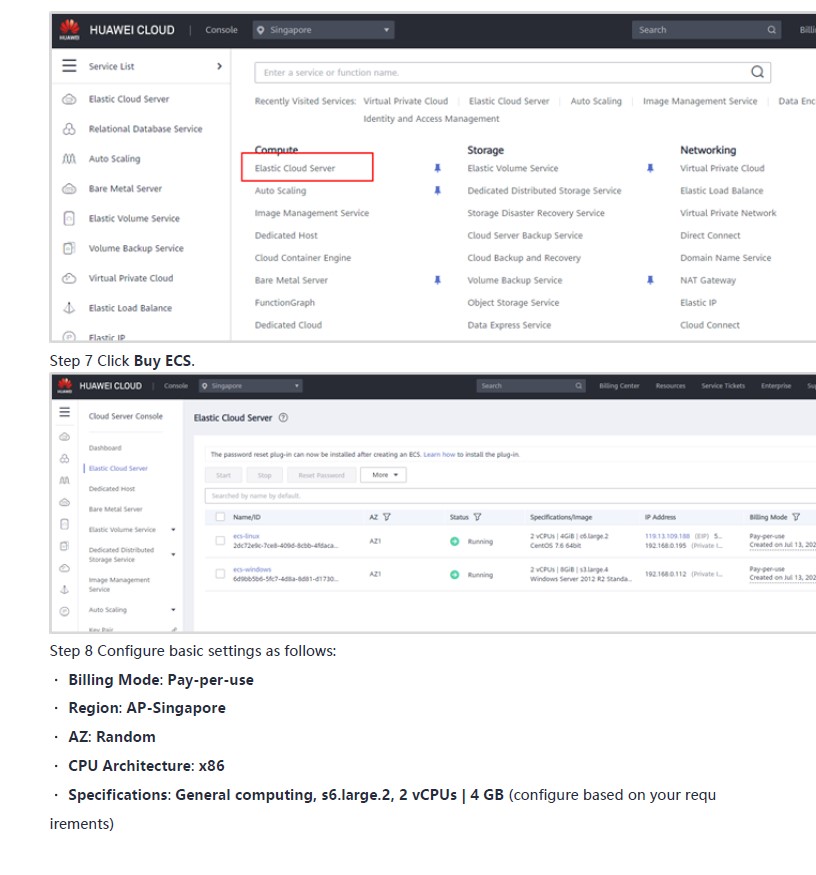 HUAWEI CLOUD | Console Singapore Search Billi
HUAWEI
Service List
Enter a service or function name.
Elastic Cloud Server
Recently Visited Services: Virtual Private Cloud | Elastic Cloud Server | Auto Scaling | Image Management Service | Data Enc
Identity and Access Management
Relational Database Service
Auto Scaling
Bare Metal Server
Elastic Volume Service
Volume Backup Service
Virtual Private Cloud
Elastic Load Balance
Elastic IP
Compute
Elastic Cloud Server
Auto Scaling
Image Management Service
Dedicated Host
Cloud Container Engine
Bare Metal Server
FunctionGraph
Dedicated Cloud
Storage
Elastic Volume Service
Dedicated Distributed Storage Service
Storage Disaster Recovery Service
Cloud Server Backup Service
Cloud Backup and Recovery
Volume Backup Service
Object Storage Service
Data Express Service
Networking
Virtual Private Cloud
Elastic Load Balance
Virtual Private Network
Direct Connect
Domain Name Service
NAT Gateway
Elastic IP
Cloud Connect
Step 7 Click Buy ECS.
HUAWEI CLOUD | Console Singapore Search Billing Center Resources Service Tickets Enterprise Su
HUAWEI
Cloud Server Console
Dashboard
Elastic Cloud Server
Dedicated Host
Bare Metal Server
Elastic Volume Service
Dedicated Distributed
Storage Service
Image Management
Service
Auto Scaling
Key Pair
Elastic Cloud Server
The password reset plug-in can now be installed after creating an ECS. Learn how to install the plug-in.
Start Stop Reset Password More
Searched by name by default.
Name/ID AZ Status Specifications/Image IP Address Billing Mode
ecs-linux AZ1 Running 2 vCPUs | 4GiB | c6.large.2 119.13.109.188 (EIP) 5... Pay-per-use
2dc72e9c-7ce8-409d-8cbb-4fdaca... CentOS 7.6 64bit 192.168.0.195 (Private I... Created on Jul 13, 202
ecs-windows AZ1 Running 2 vCPUs | 8GiB | s3.large.4 192.168.0.112 (Private I... Pay-per-use
6d9bb5b6-5fc7-4d8a-8d81-d1730... Windows Server 2012 R2 Standa... Created on Jul 13, 202
Step 8 Configure basic settings as follows:
· Billing Mode: Pay-per-use
· Region: AP-Singapore
· AZ: Random
· CPU Architecture: x86
· Specifications: General computing, s6.large.2, 2 vCPUs | 4 GB (configure based on your requ
irements)